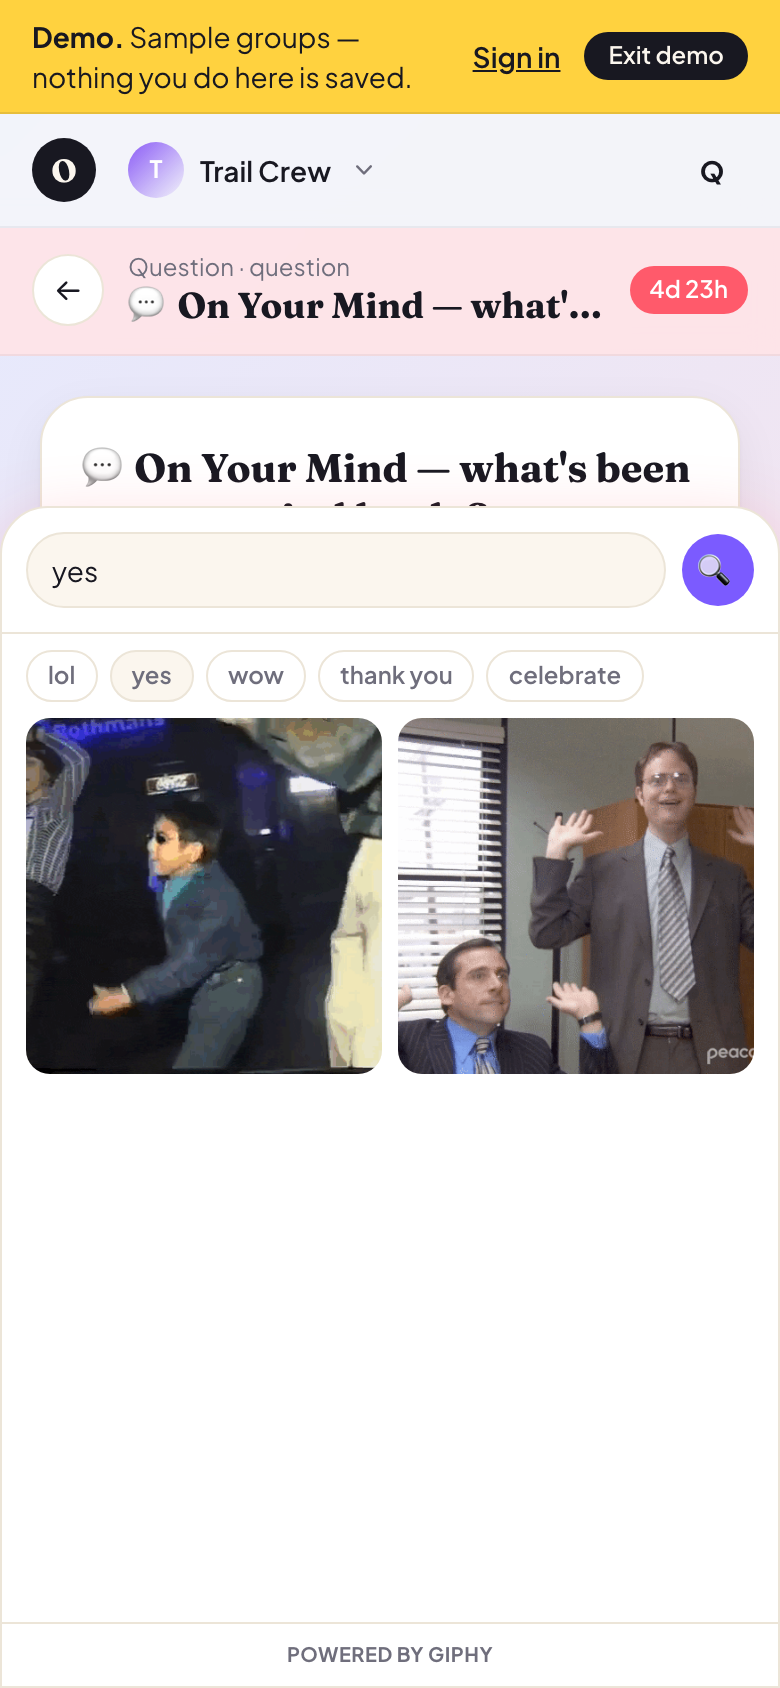 Demo. Sample groups —
nothing you do here is saved.
Sign in
Exit demo
O
T
Trail Crew
Q
Question · question
💬 On Your Mind — what'...
4d 23h
💬 On Your Mind — what's been
yes
lol
yes
wow
thank you
celebrate
Rothmans
peaco
POWERED BY GIPHY